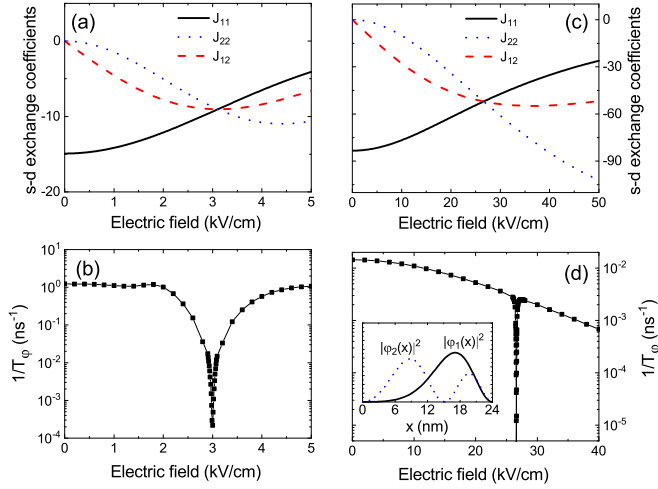 (a)
J11
J22
J12
0
-10
-20
s-d exchange coefficients
0 1 2 3 4 5
Electric field (kV/cm)
(c)
J11
J22
J12
0
-30
-60
-90
s-d exchange coefficients
0 10 20 30 40 50
Electric field (kV/cm)
(b)
10^1
10^0
10^-1
10^-2
10^-3
10^-4
1/Tφ (ns^-1)
0 1 2 3 4 5
Electric field (kV/cm)
(d)
10^-2
10^-3
10^-4
10^-5
1/Tφ (ns^-1)
|φ2(x)|^2 |φ1(x)|^2
0 6 12 18 24
x (nm)
0 10 20 30 40
Electric field (kV/cm)